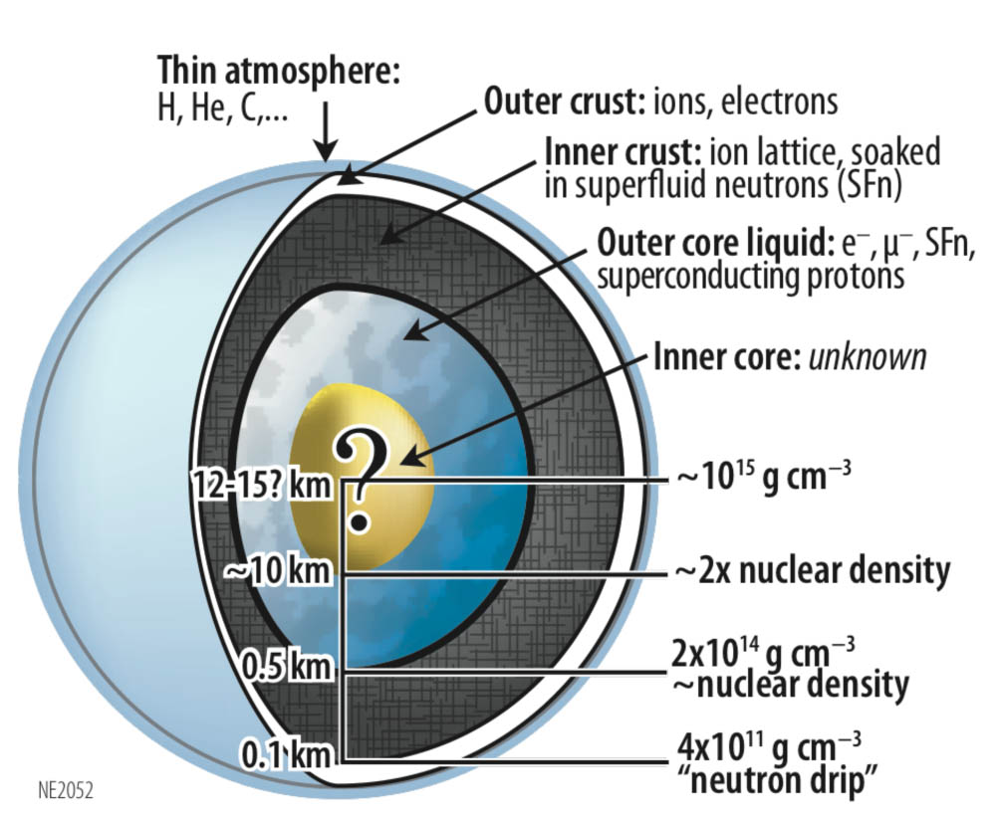 Thin atmosphere:
H, He, C,...
Outer crust: ions, electrons
Inner crust: ion lattice, soaked
in superfluid neutrons (SFn)
Outer core liquid: e⁻, μ⁻, SFn,
superconducting protons
Inner core: unknown
?
12-15? km
~10¹⁵ g cm⁻³
~10 km
~2x nuclear density
0.5 km
2x10¹⁴ g cm⁻³
~nuclear density
0.1 km
4x10¹¹ g cm⁻³
“neutron drip”
NE2052